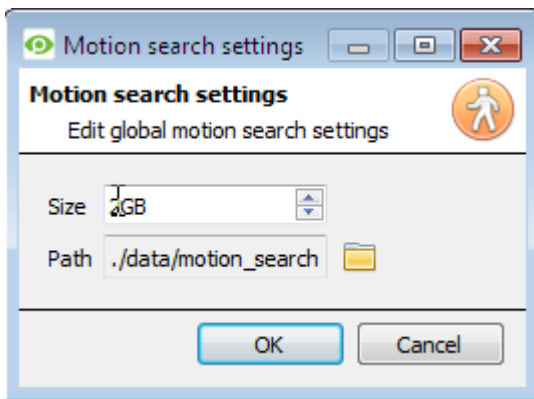 Motion search settings
Motion search settings
Edit global motion search settings
Size GB
Path ./data/motion_search
OK Cancel